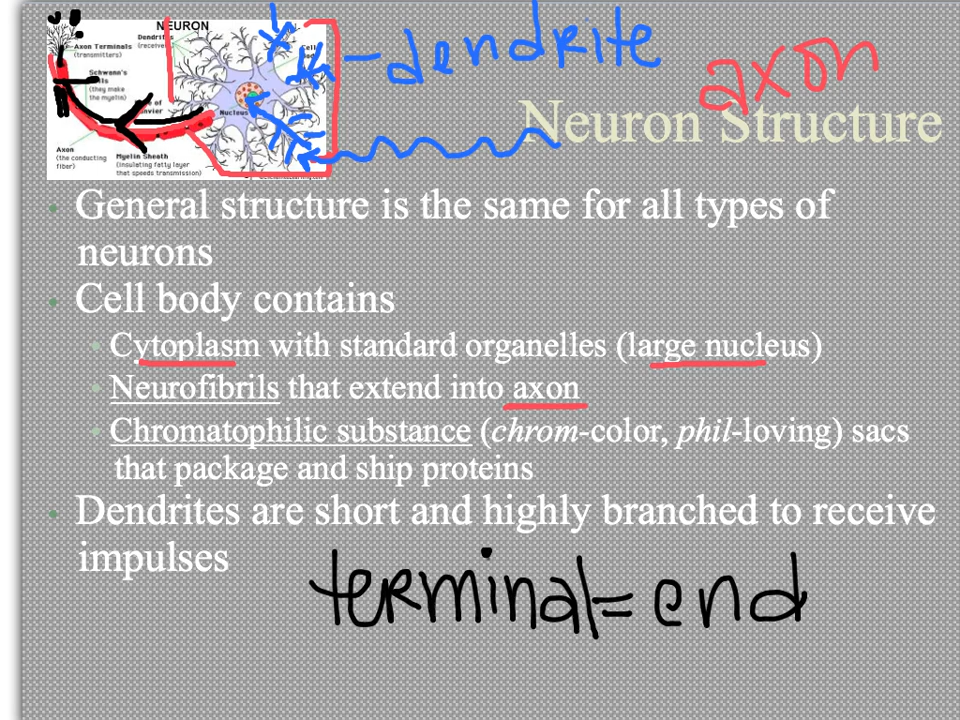 NEURON
Dendrites
(receivers)
Cell
Axon Terminals
(transmitters)
Schwann's
(they make
the myelin)
Nucleus
Axon
(the conducting
fiber)
Myelin Sheath
(insulating fatty layer
that speeds transmission)
-dendrite
axon
Neuron Structure
General structure is the same for all types of
neurons
Cell body contains
Cytoplasm with standard organelles (large nucleus)
Neurofibrils that extend into axon
Chromatophilic substance (chrom-color, phil-loving) sacs
that package and ship proteins
Dendrites are short and highly branched to receive
impulses
terminal=end